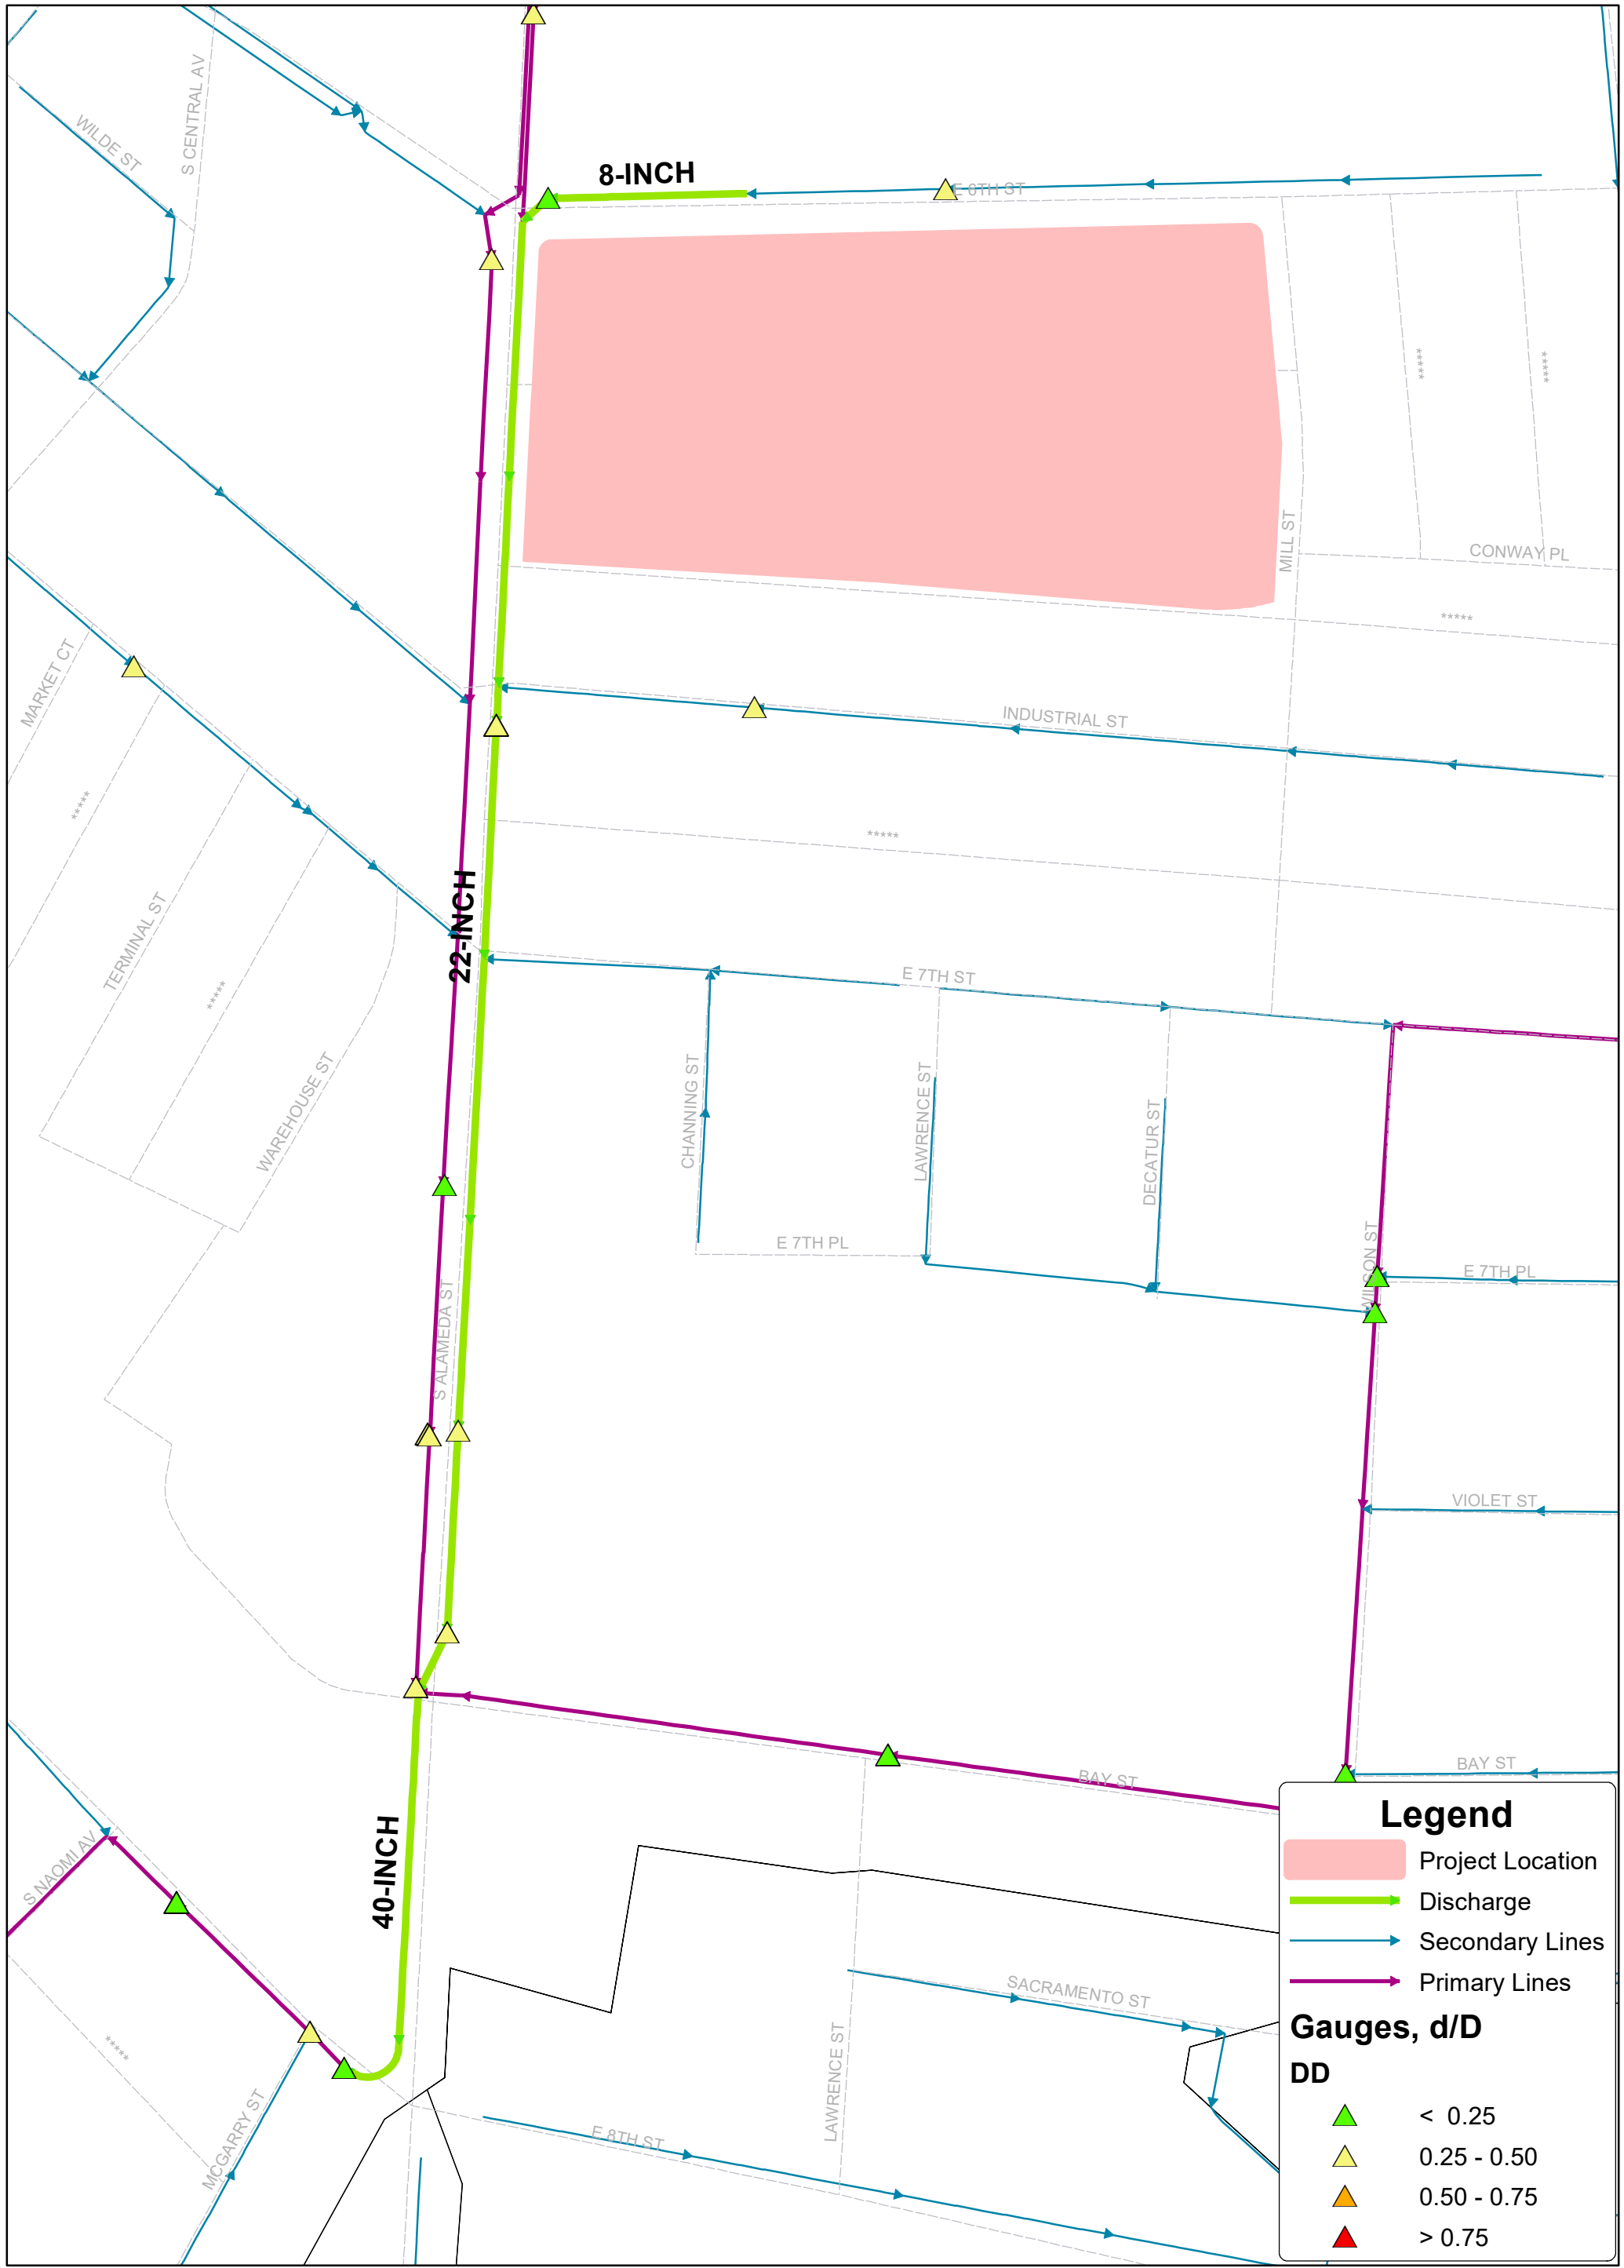 8-INCH
S CENTRAL AV
WILDE ST
E 6TH ST
*****
*****
MILL ST
CONWAY PL
*****
MARKET CT
INDUSTRIAL ST
*****
*****
22-INCH
TERMINAL ST
*****
E 7TH ST
WAREHOUSE ST
CHANNING ST
LAWRENCE ST
DECATUR ST
E 7TH PL
WILSON ST
E 7TH PL
S ALAMEDA ST
VIOLET ST
BAY ST
BAY ST
S NAOMI AV
40-INCH
SACRAMENTO ST
*****
LAWRENCE ST
MCGARRY ST
E 8TH ST
Legend
Project Location
Discharge
Secondary Lines
Primary Lines
Gauges, d/D
DD
< 0.25
0.25 - 0.50
0.50 - 0.75
> 0.75